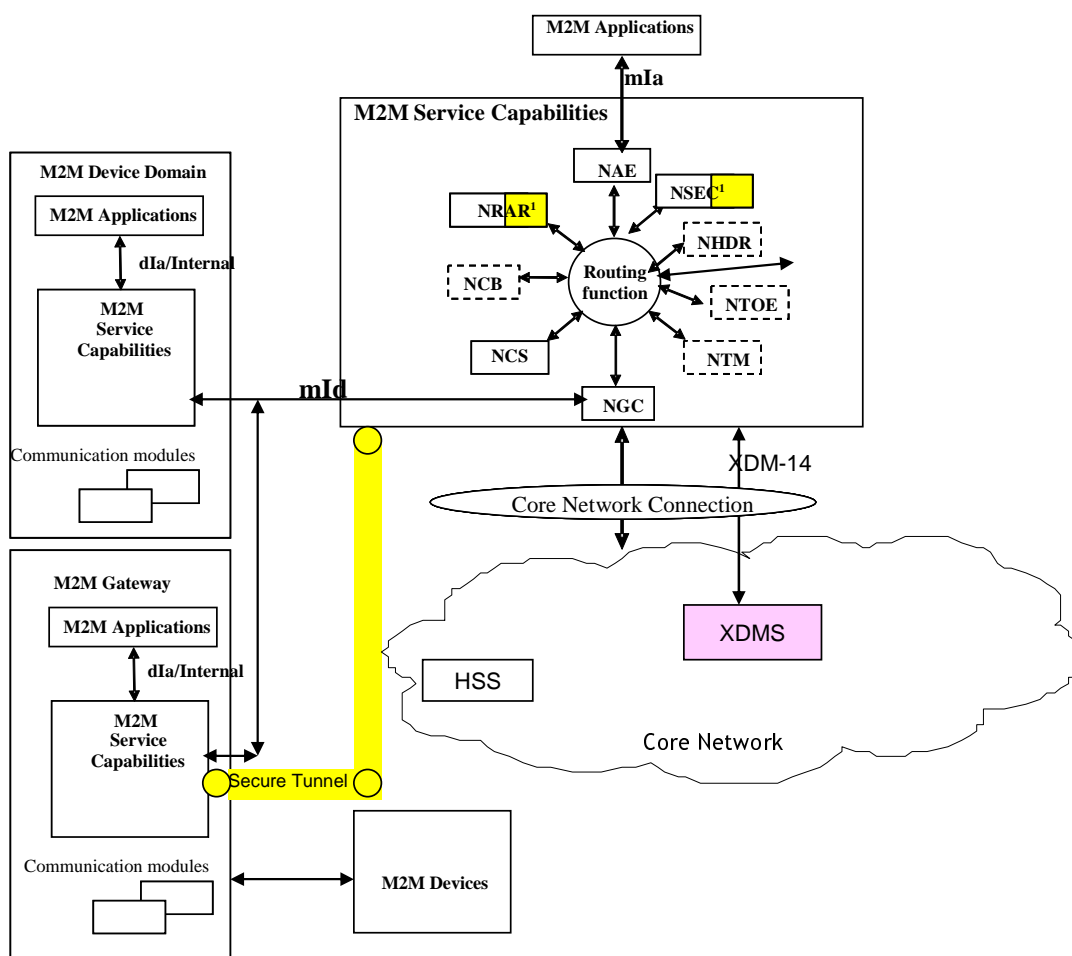 M2M Applications
mIa
M2M Service Capabilities
NAE
NRAR¹
NSEC¹
NHDR
NCB
Routing
function
NTOE
NCS
NTM
NGC
M2M Device Domain
M2M Applications
dIa/Internal
M2M
Service
Capabilities
mId
Communication modules
XDM-14
Core Network Connection
M2M Gateway
M2M Applications
dIa/Internal
M2M
Service
Capabilities
XDMS
HSS
Core Network
Secure Tunnel
Communication modules
M2M Devices